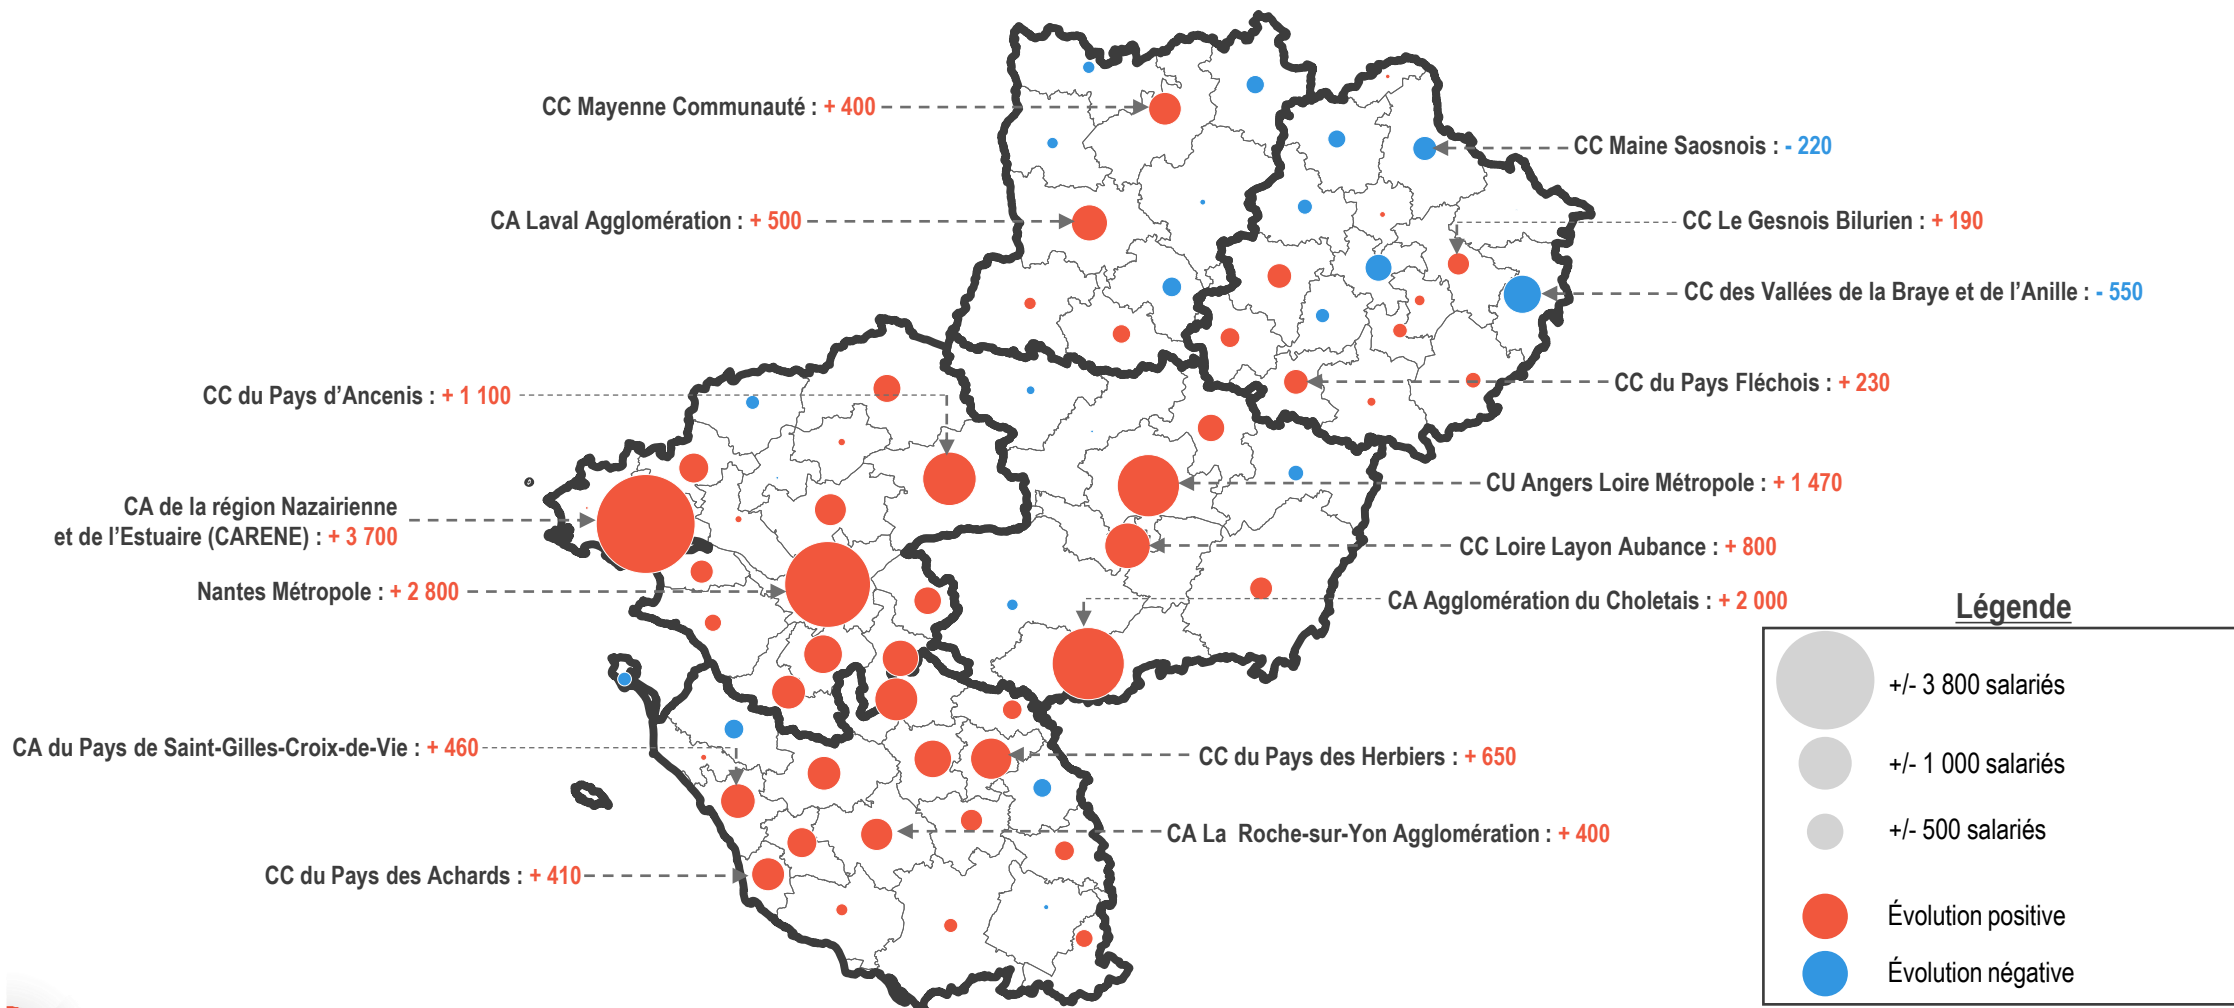 CC Mayenne Communauté : + 400
CC Maine Saosnois : - 220
CA Laval Agglomération : + 500
CC Le Gesnois Bilurien : + 190
CC des Vallées de la Braye et de l’Anille : - 550
CC du Pays Fléchois : + 230
CC du Pays d’Ancenis : + 1 100
CU Angers Loire Métropole : + 1 470
CA de la région Nazairienne
et de l’Estuaire (CARENE) : + 3 700
CC Loire Layon Aubance : + 800
Nantes Métropole : + 2 800
CA Agglomération du Choletais : + 2 000
CA du Pays de Saint-Gilles-Croix-de-Vie : + 460
CC du Pays des Herbiers : + 650
CA La Roche-sur-Yon Agglomération : + 400
CC du Pays des Achards : + 410
Légende
+/- 3 800 salariés
+/- 1 000 salariés
+/- 500 salariés
Évolution positive
Évolution négative